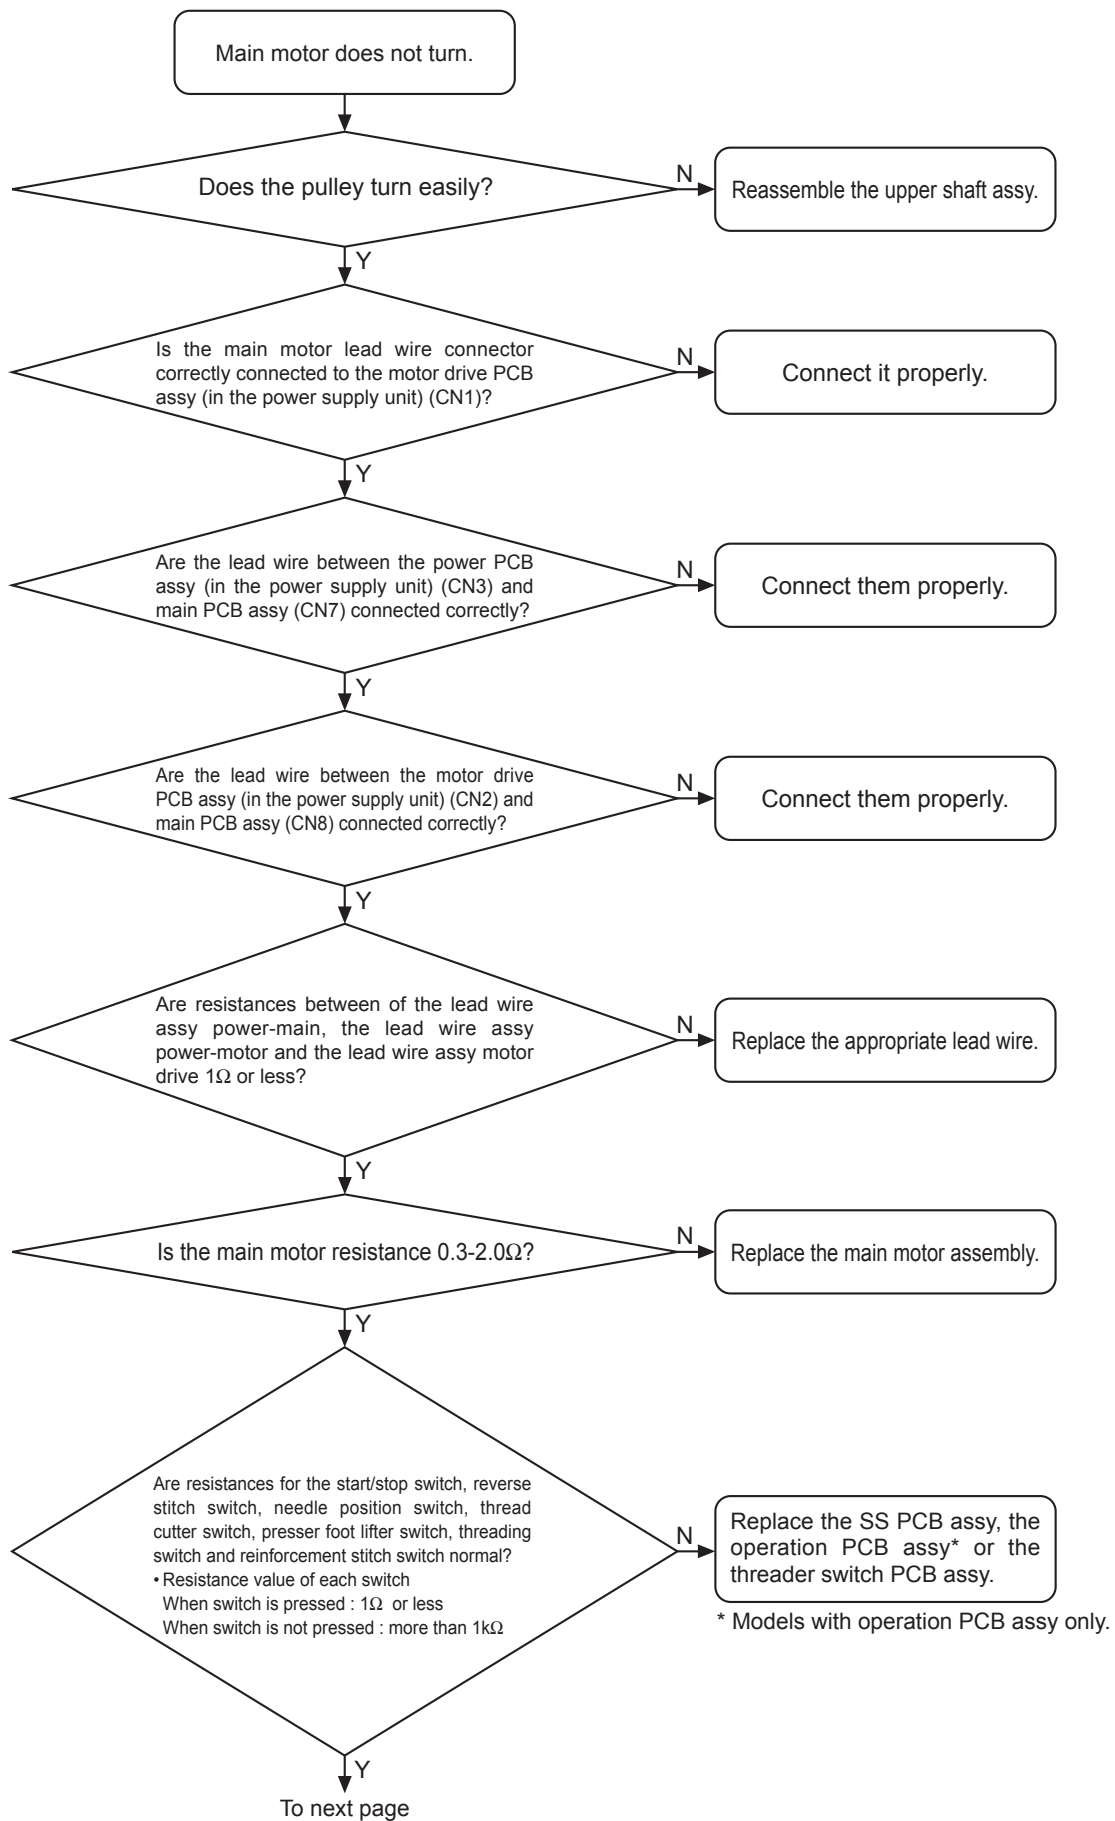 Main motor does not turn.
Does the pulley turn easily?
N
Reassemble the upper shaft assy.
Y
Is the main motor lead wire connector
correctly connected to the motor drive PCB
assy (in the power supply unit) (CN1)?
N
Connect it properly.
Y
Are the lead wire between the power PCB
assy (in the power supply unit) (CN3) and
main PCB assy (CN7) connected correctly?
N
Connect them properly.
Y
Are the lead wire between the motor drive
PCB assy (in the power supply unit) (CN2) and
main PCB assy (CN8) connected correctly?
N
Connect them properly.
Y
Are resistances between of the lead wire
assy power-main, the lead wire assy
power-motor and the lead wire assy motor
drive 1Ω or less?
N
Replace the appropriate lead wire.
Y
Is the main motor resistance 0.3-2.0Ω?
N
Replace the main motor assembly.
Y
Are resistances for the start/stop switch, reverse
stitch switch, needle position switch, thread
cutter switch, presser foot lifter switch, threading
switch and reinforcement stitch switch normal?
• Resistance value of each switch
When switch is pressed : 1Ω or less
When switch is not pressed : more than 1kΩ
N
Replace the SS PCB assy, the
operation PCB assy* or the
threader switch PCB assy.
* Models with operation PCB assy only.
Y
To next page